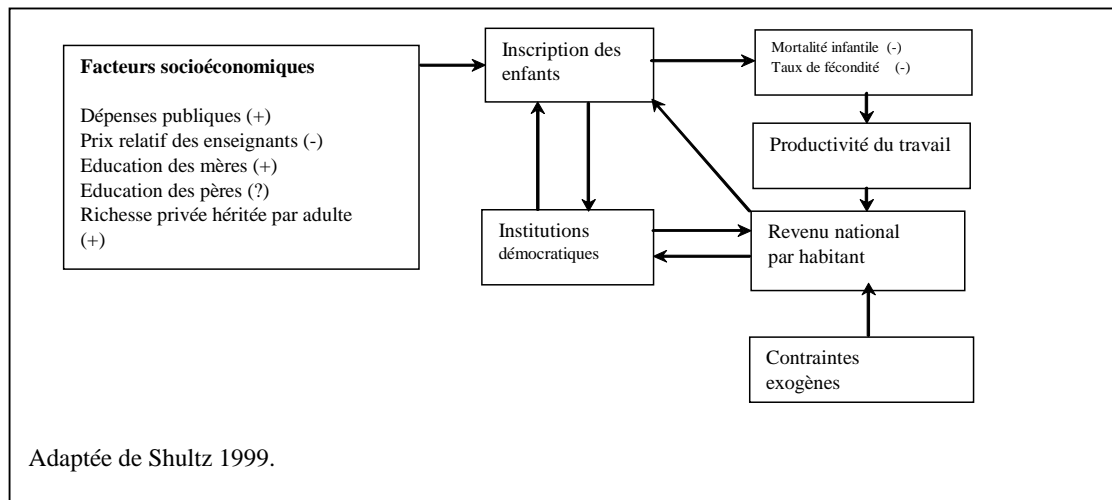 Facteurs socioéconomiques
Dépenses publiques (+)
Prix relatif des enseignants (-)
Education des mères (+)
Education des pères (?)
Richesse privée héritée par adulte
(+)
Inscription des
enfants
Mortalité infantile (-)
Taux de fécondité (-)
Productivité du travail
Institutions
démocratiques
Revenu national
par habitant
Contraintes
exogènes
Adaptée de Shultz 1999.